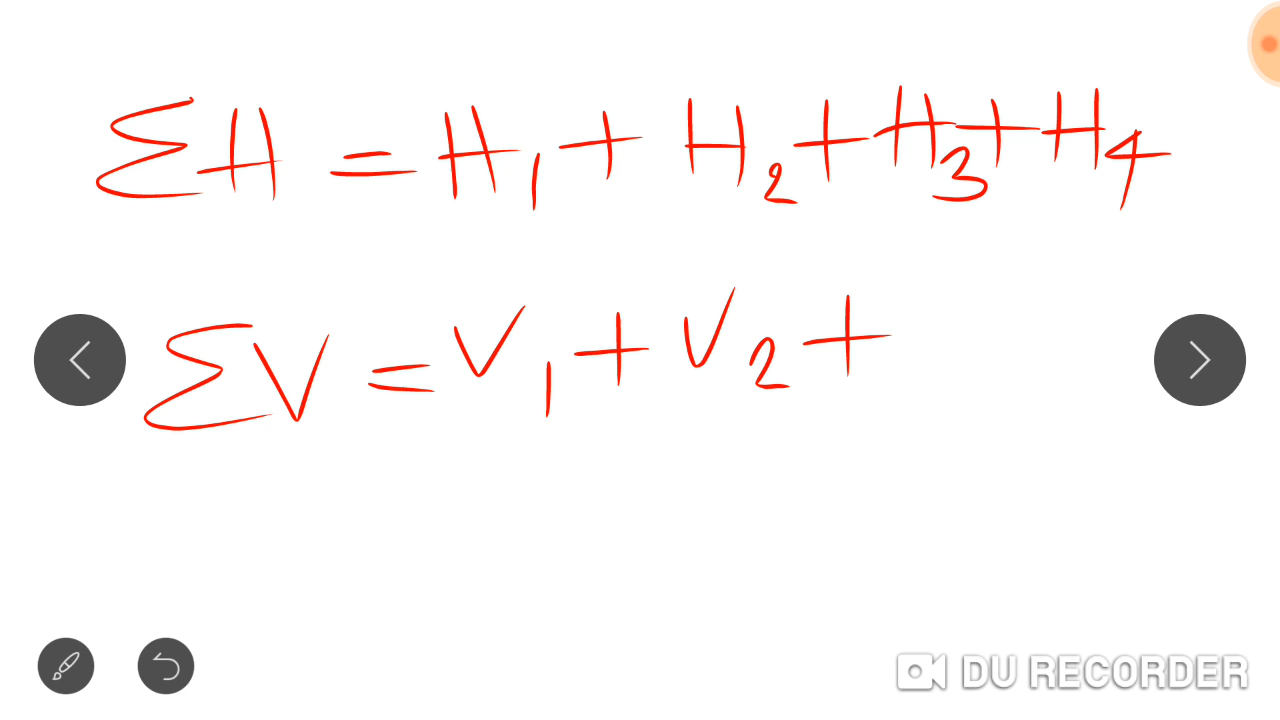 ΣH = H₁ + H₂ + H₃ + H₄
ΣV = V₁ + V₂ +
DU RECORDER